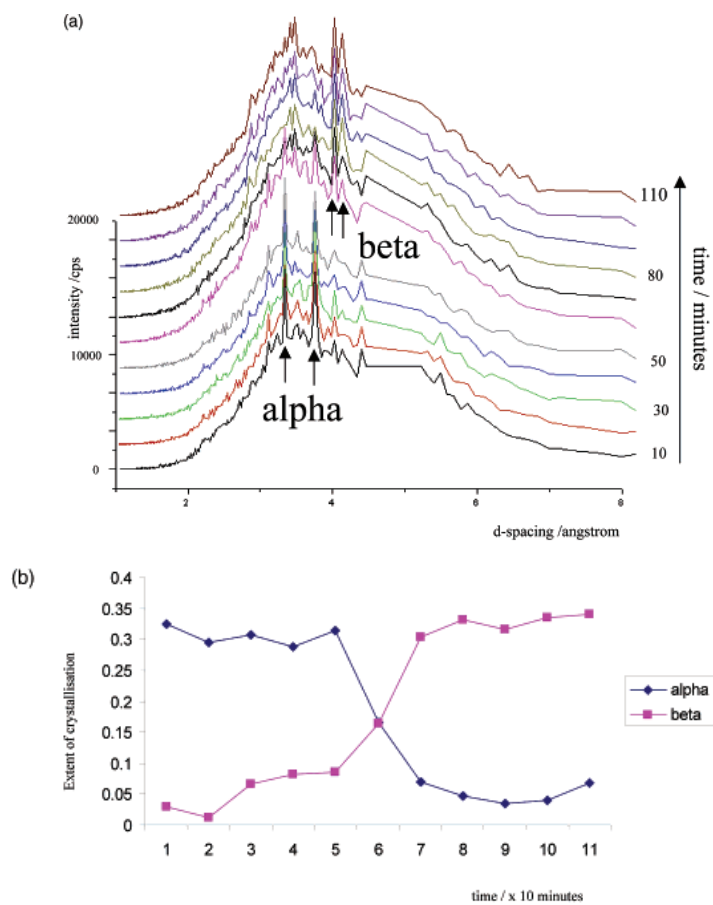 (a)
20000
10000
0
intensity /cps
beta
alpha
110
80
50
30
10
time / minutes
2
4
6
8
d-spacing /angstrom
(b)
0.4
0.35
0.3
0.25
0.2
0.15
0.1
0.05
0
Extent of crystallisation
1 2 3 4 5 6 7 8 9 10 11
time / x 10 minutes
alpha
beta